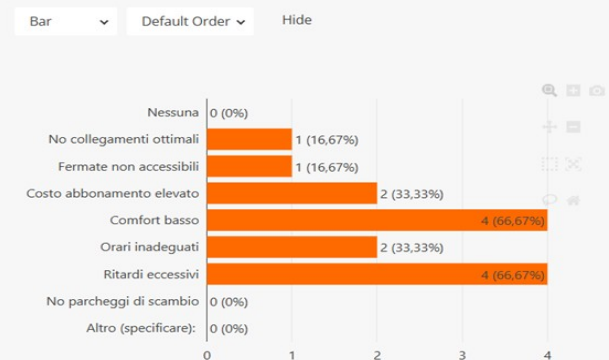 Bar Default Order Hide
Nessuna 0 (0%)
No collegamenti ottimali 1 (16,67%)
Fermate non accessibili 1 (16,67%)
Costo abbonamento elevato 2 (33,33%)
Comfort basso 4 (66,67%)
Orari inadeguati 2 (33,33%)
Ritardi eccessivi 4 (66,67%)
No parcheggi di scambio 0 (0%)
Altro (specificare): 0 (0%)
0 1 2 3 4